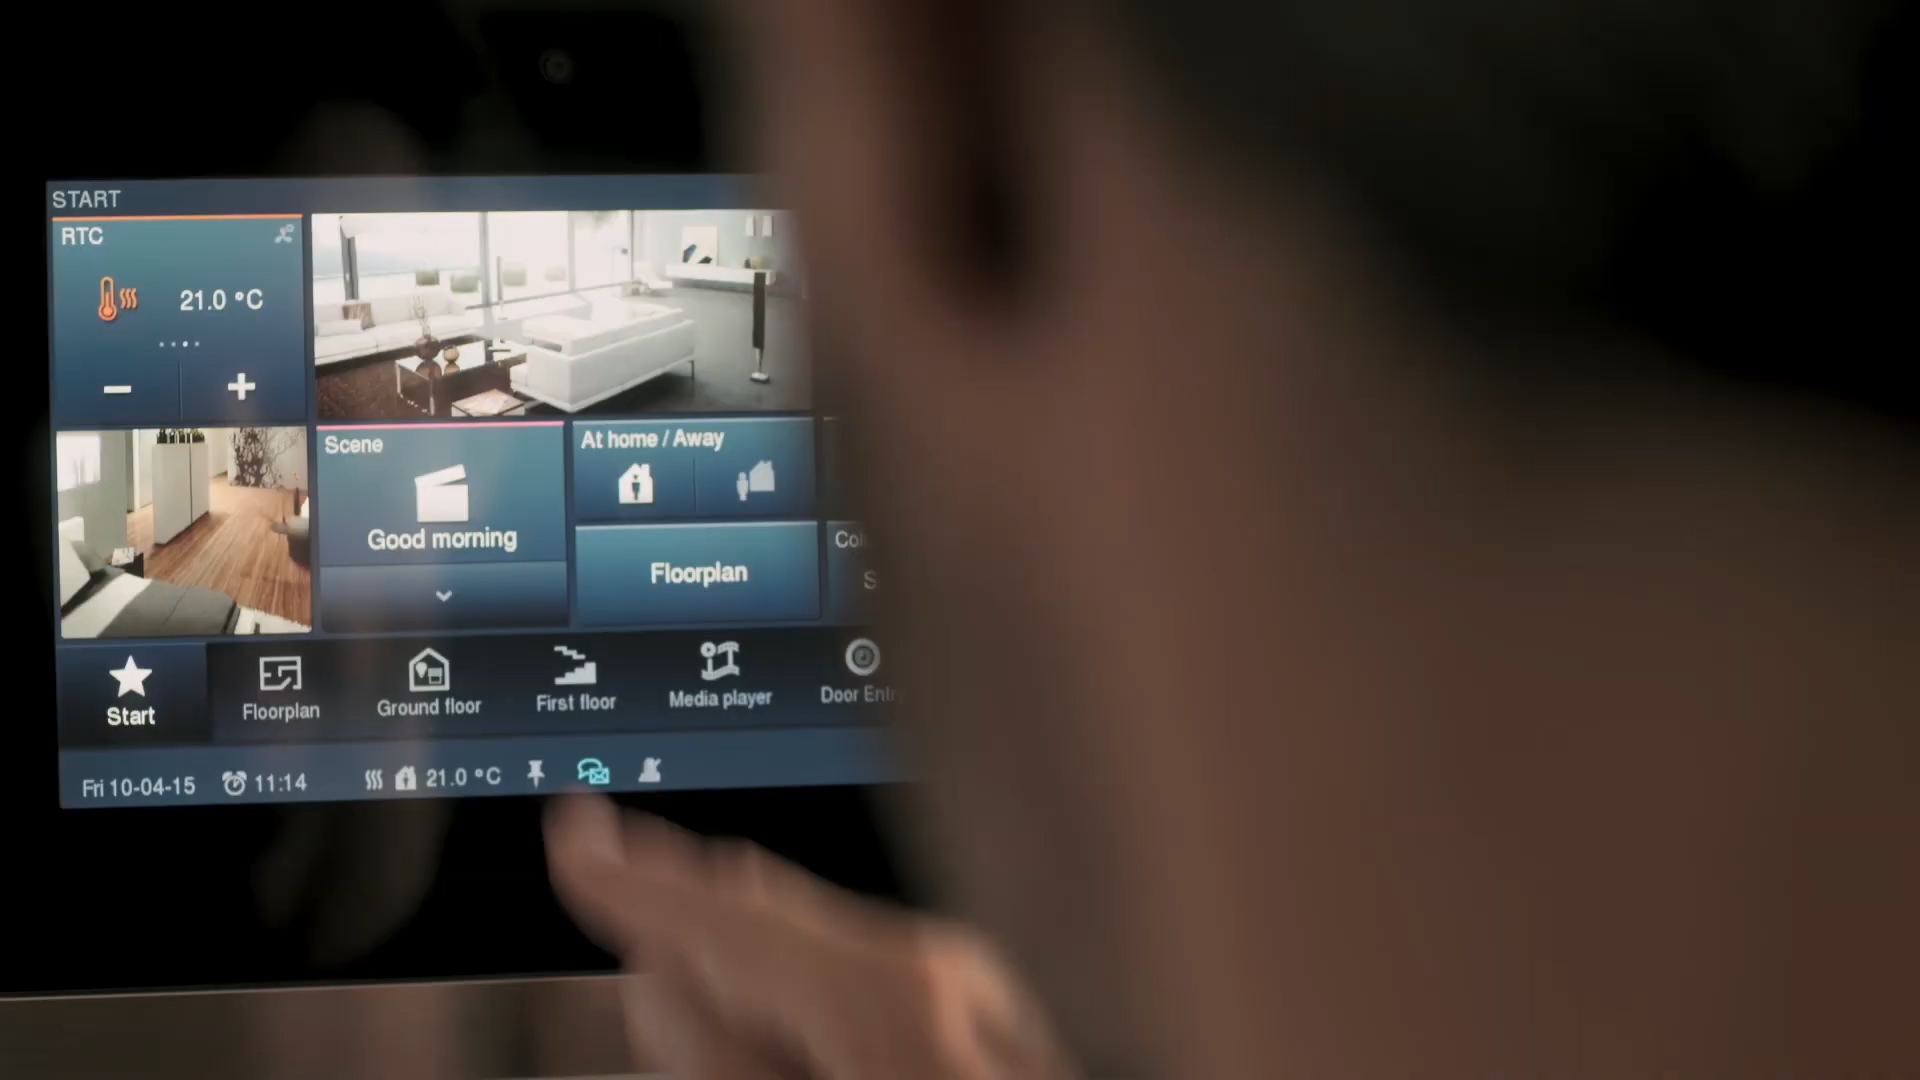 START
RTC
21.0 °C
Scene
Good morning
At home / Away
Floorplan
Start
Floorplan
Ground floor
First floor
Media player
Door
Fri 10-04-15
11:14
21.0 °C